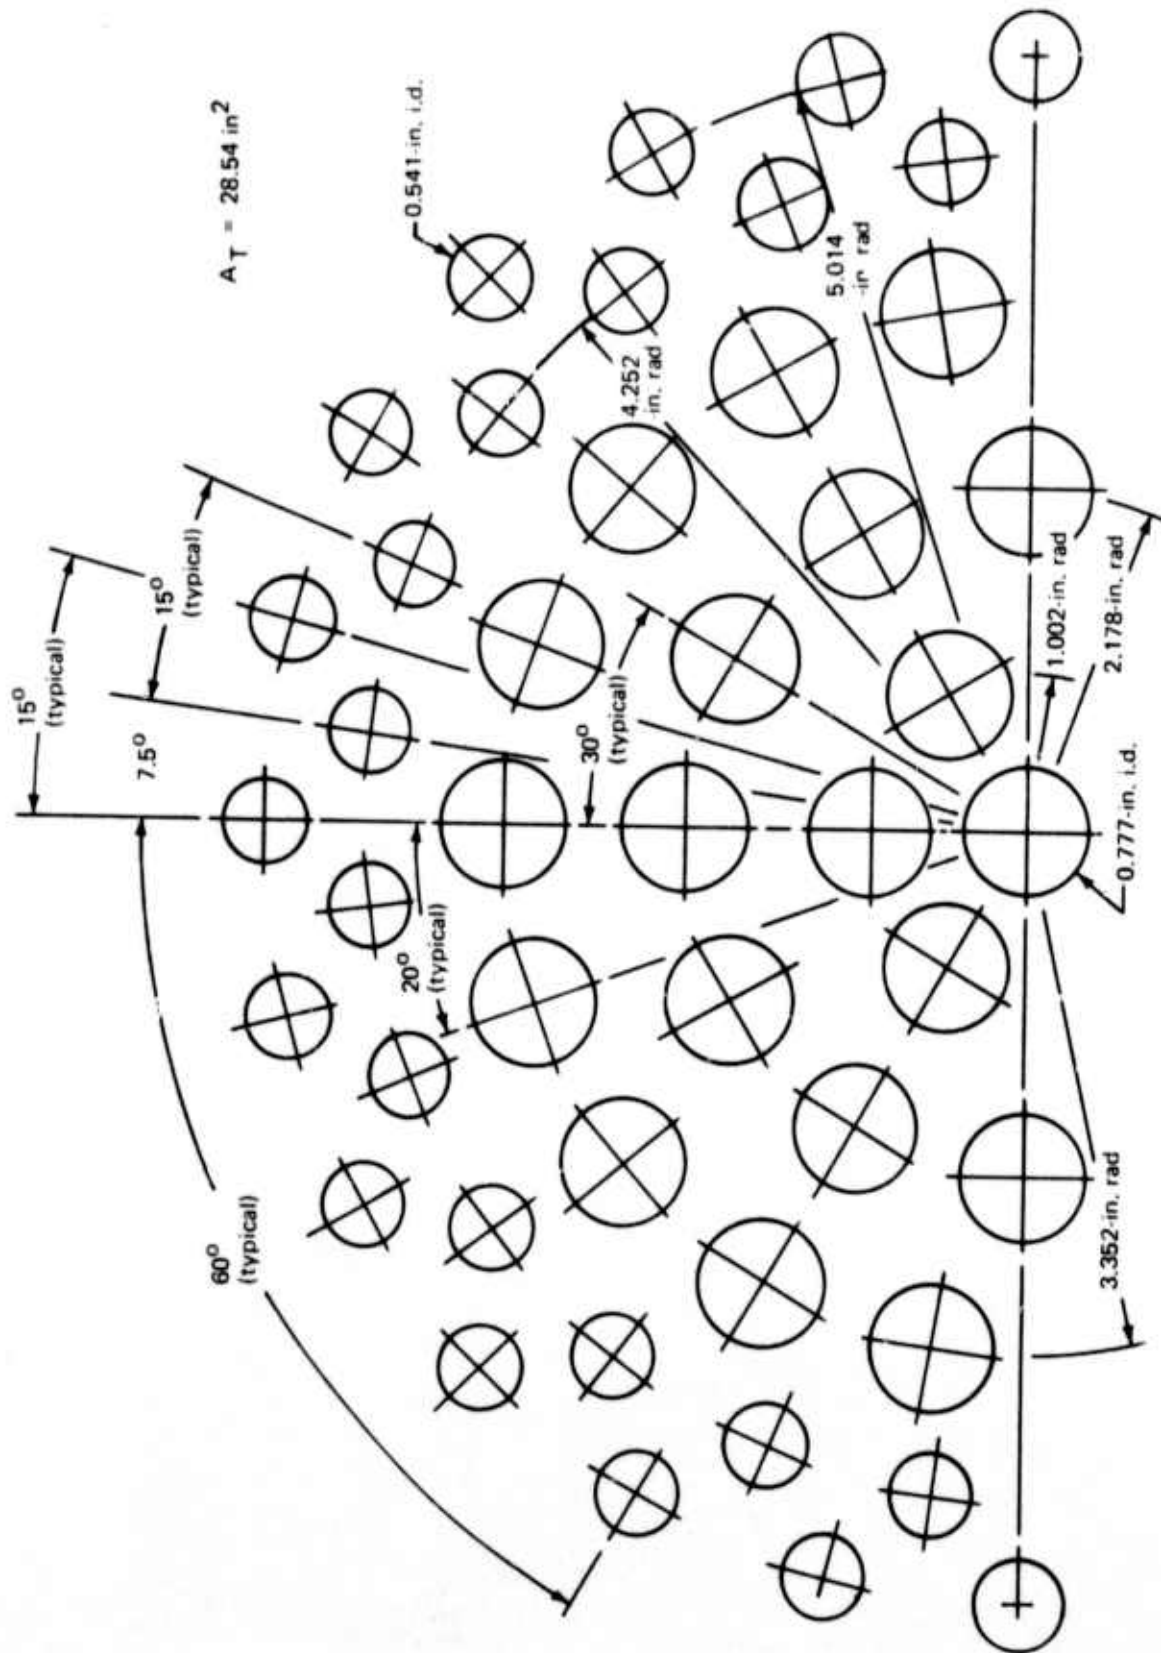 A_T = 28.54 in²
0.541-in. i.d.
15°
(typical)
15°
(typical)
7.5°
60°
(typical)
20°
(typical)
30°
(typical)
4.252
-in. rad
5.014
-in. rad
1.002-in. rad
2.178-in. rad
0.777-in. i.d.
3.352-in. rad